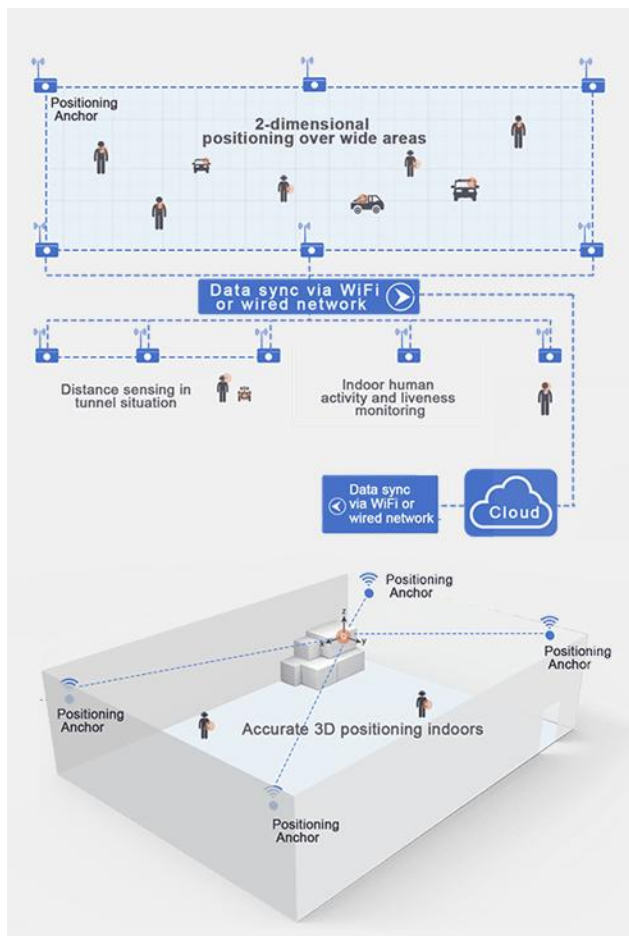 Positioning
Anchor
2-dimensional
positioning over wide areas
Data sync via WiFi
or wired network
Distance sensing in
tunnel situation
Indoor human
activity and liveness
monitoring
Data sync
via WiFi or
wired network
Cloud
Positioning
Anchor
z
x
y
Positioning
Anchor
Positioning
Anchor
Accurate 3D positioning indoors
Positioning
Anchor